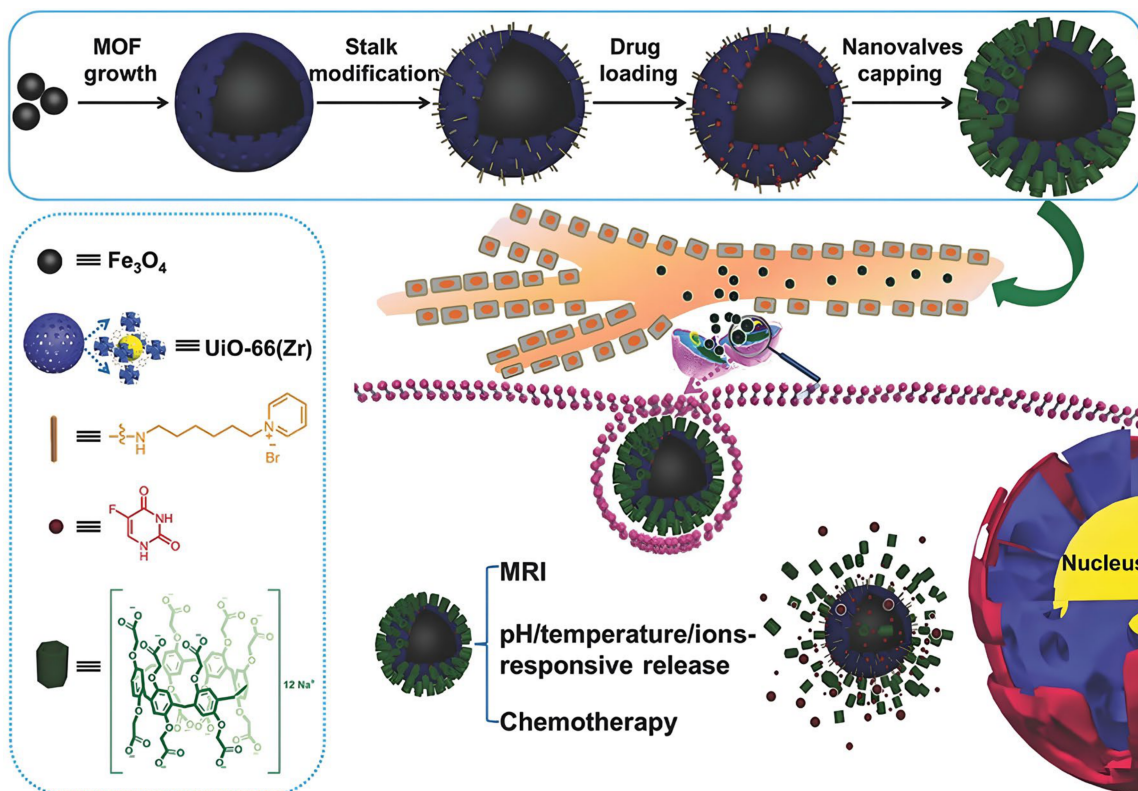 MOF
growth
Stalk
modification
Drug
loading
Nanovalves
capping
≡ Fe₃O₄
≡ UiO-66(Zr)
≡
N
H
N
+
−
Br
≡
F
O
NH
N
H
O
≡
12 Na⁺
MRI
pH/temperature/ions-
responsive release
Chemotherapy
Nucleus